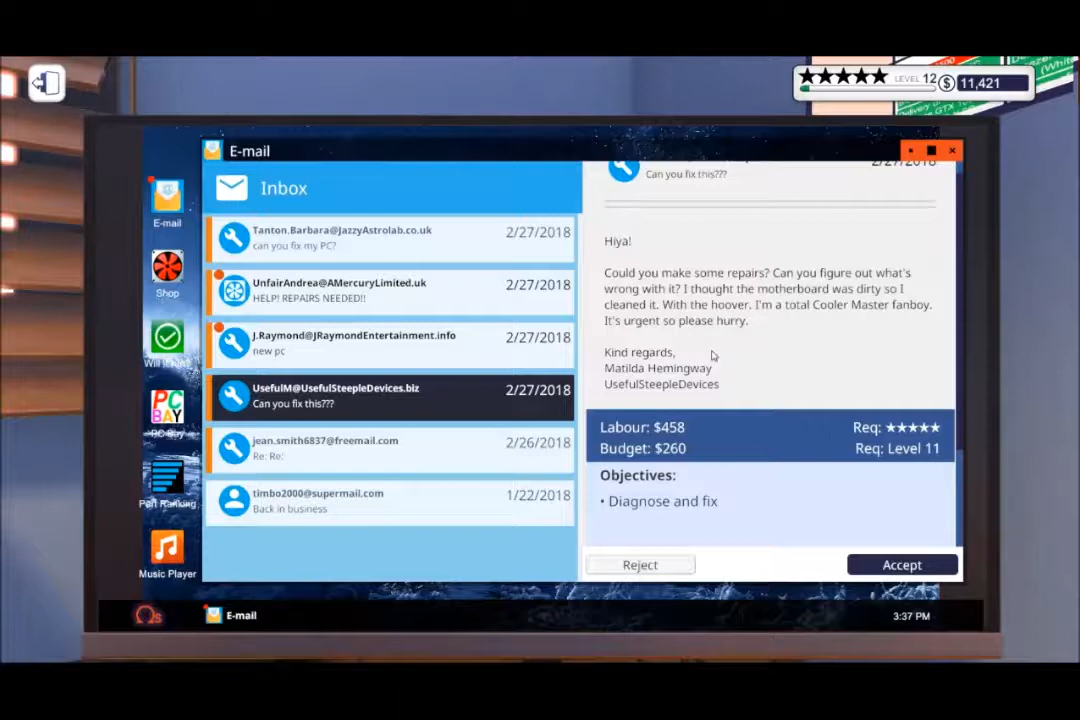 LEVEL 12
$ 11,421
E-mail
Inbox
Tanton.Barbara@JazzyAstrolab.co.uk
2/27/2018
can you fix my PC?
UnfairAndrea@AMercuryLimited.uk
2/27/2018
HELP! REPAIRS NEEDED!!
J.Raymond@JRaymondEntertainment.info
2/27/2018
new pc
UsefulM@UsefulSteepleDevices.biz
2/27/2018
Can you fix this???
jean.smith6837@freemail.com
2/26/2018
Re: Re:
timbo2000@supermail.com
1/22/2018
Back in business
2/27/2018
Can you fix this???
Hiya!
Could you make some repairs? Can you figure out what's
wrong with it? I thought the motherboard was dirty so I
cleaned it. With the hoover. I'm a total Cooler Master fanboy.
It's urgent so please hurry.
Kind regards,
Matilda Hemingway
UsefulSteepleDevices
Labour: $458
Req: ★★★★★
Budget: $260
Req: Level 11
Objectives:
• Diagnose and fix
Reject
Accept
E-mail
Shop
PC
BAY
Part Ranking
Music Player
E-mail
3:37 PM